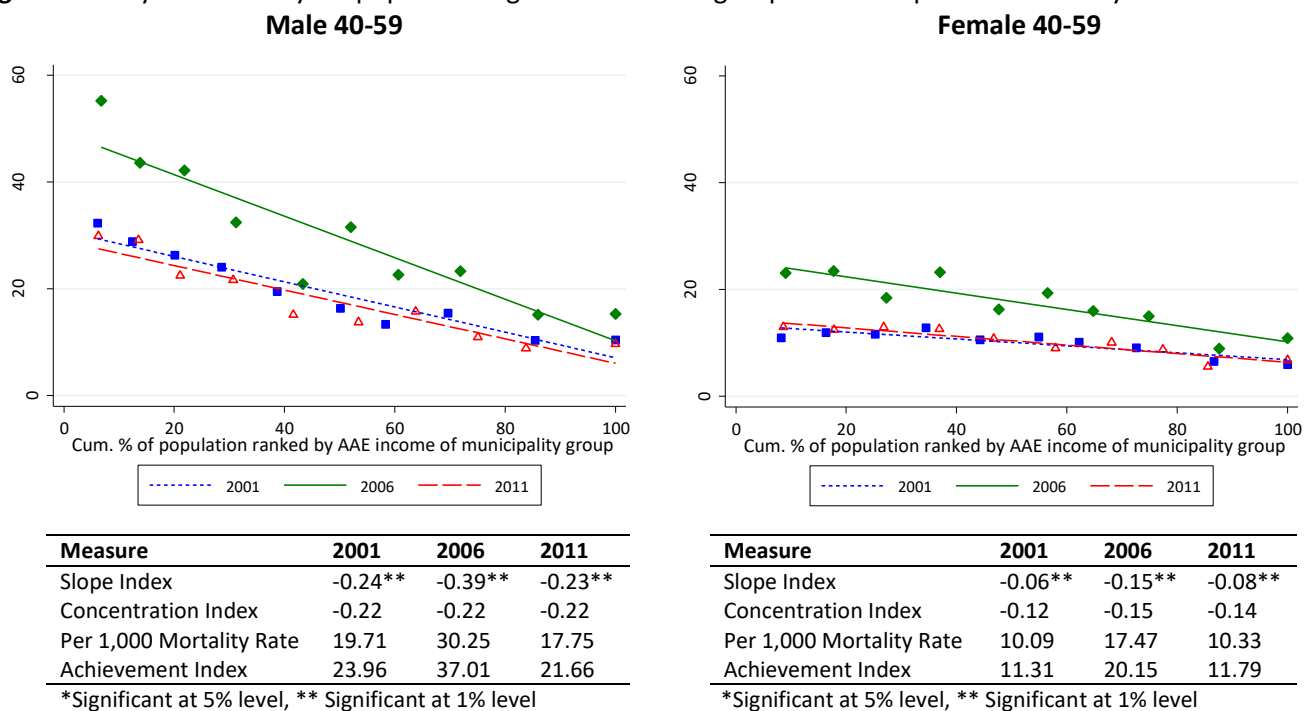 Male 40-59
60
40
20
0
0 20 40 60 80 100
Cum. % of population ranked by AAE income of municipality group
2001 2006 2011
Measure 2001 2006 2011
Slope Index -0.24** -0.39** -0.23**
Concentration Index -0.22 -0.22 -0.22
Per 1,000 Mortality Rate 19.71 30.25 17.75
Achievement Index 23.96 37.01 21.66
*Significant at 5% level, ** Significant at 1% level
Female 40-59
60
40
20
0
0 20 40 60 80 100
Cum. % of population ranked by AAE income of municipality group
2001 2006 2011
Measure 2001 2006 2011
Slope Index -0.06** -0.15** -0.08**
Concentration Index -0.12 -0.15 -0.14
Per 1,000 Mortality Rate 10.09 17.47 10.33
Achievement Index 11.31 20.15 11.79
*Significant at 5% level, ** Significant at 1% level